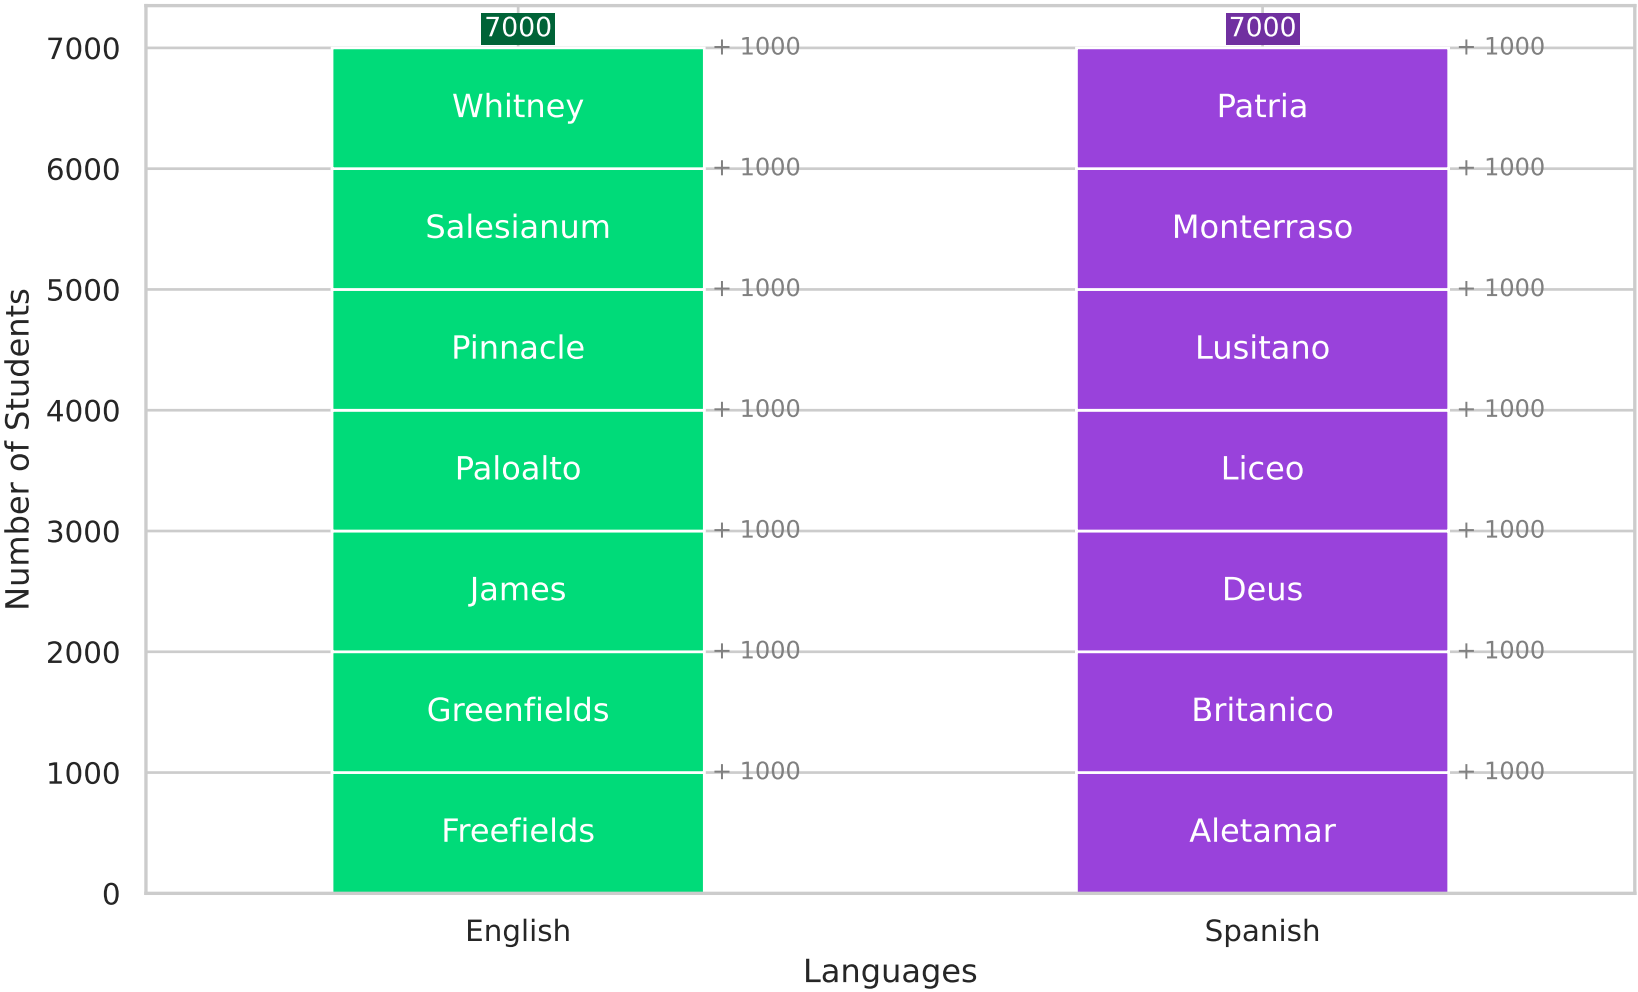 7000
7000
7000
+ 1000
+ 1000
Whitney
Patria
6000
+ 1000
+ 1000
Salesianum
Monterraso
5000
+ 1000
+ 1000
Pinnacle
Lusitano
4000
+ 1000
+ 1000
Paloalto
Liceo
3000
+ 1000
+ 1000
James
Deus
2000
+ 1000
+ 1000
Greenfields
Britanico
1000
+ 1000
+ 1000
Freefields
Aletamar
0
Number of Students
English
Spanish
Languages